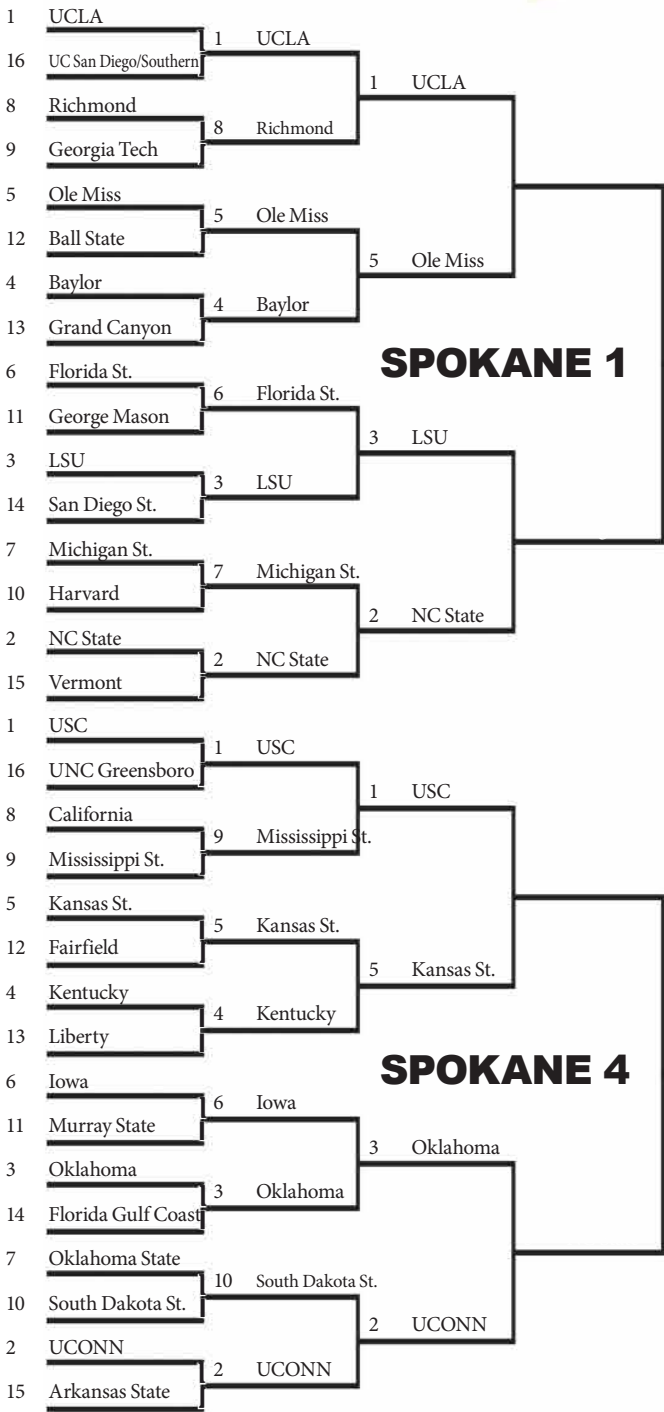 1 UCLA
16 UC San Diego/Southern
8 Richmond
9 Georgia Tech
5 Ole Miss
12 Ball State
4 Baylor
13 Grand Canyon
6 Florida St.
11 George Mason
3 LSU
14 San Diego St.
7 Michigan St.
10 Harvard
2 NC State
15 Vermont
1 UCLA
8 Richmond
5 Ole Miss
4 Baylor
6 Florida St.
3 LSU
7 Michigan St.
2 NC State
1 UCLA
5 Ole Miss
3 LSU
2 NC State
SPOKANE 1
1 USC
16 UNC Greensboro
8 California
9 Mississippi St.
5 Kansas St.
12 Fairfield
4 Kentucky
13 Liberty
6 Iowa
11 Murray State
3 Oklahoma
14 Florida Gulf Coast
7 Oklahoma State
10 South Dakota St.
2 UCONN
15 Arkansas State
1 USC
9 Mississippi St.
5 Kansas St.
4 Kentucky
6 Iowa
3 Oklahoma
10 South Dakota St.
2 UCONN
1 USC
5 Kansas St.
3 Oklahoma
2 UCONN
SPOKANE 4